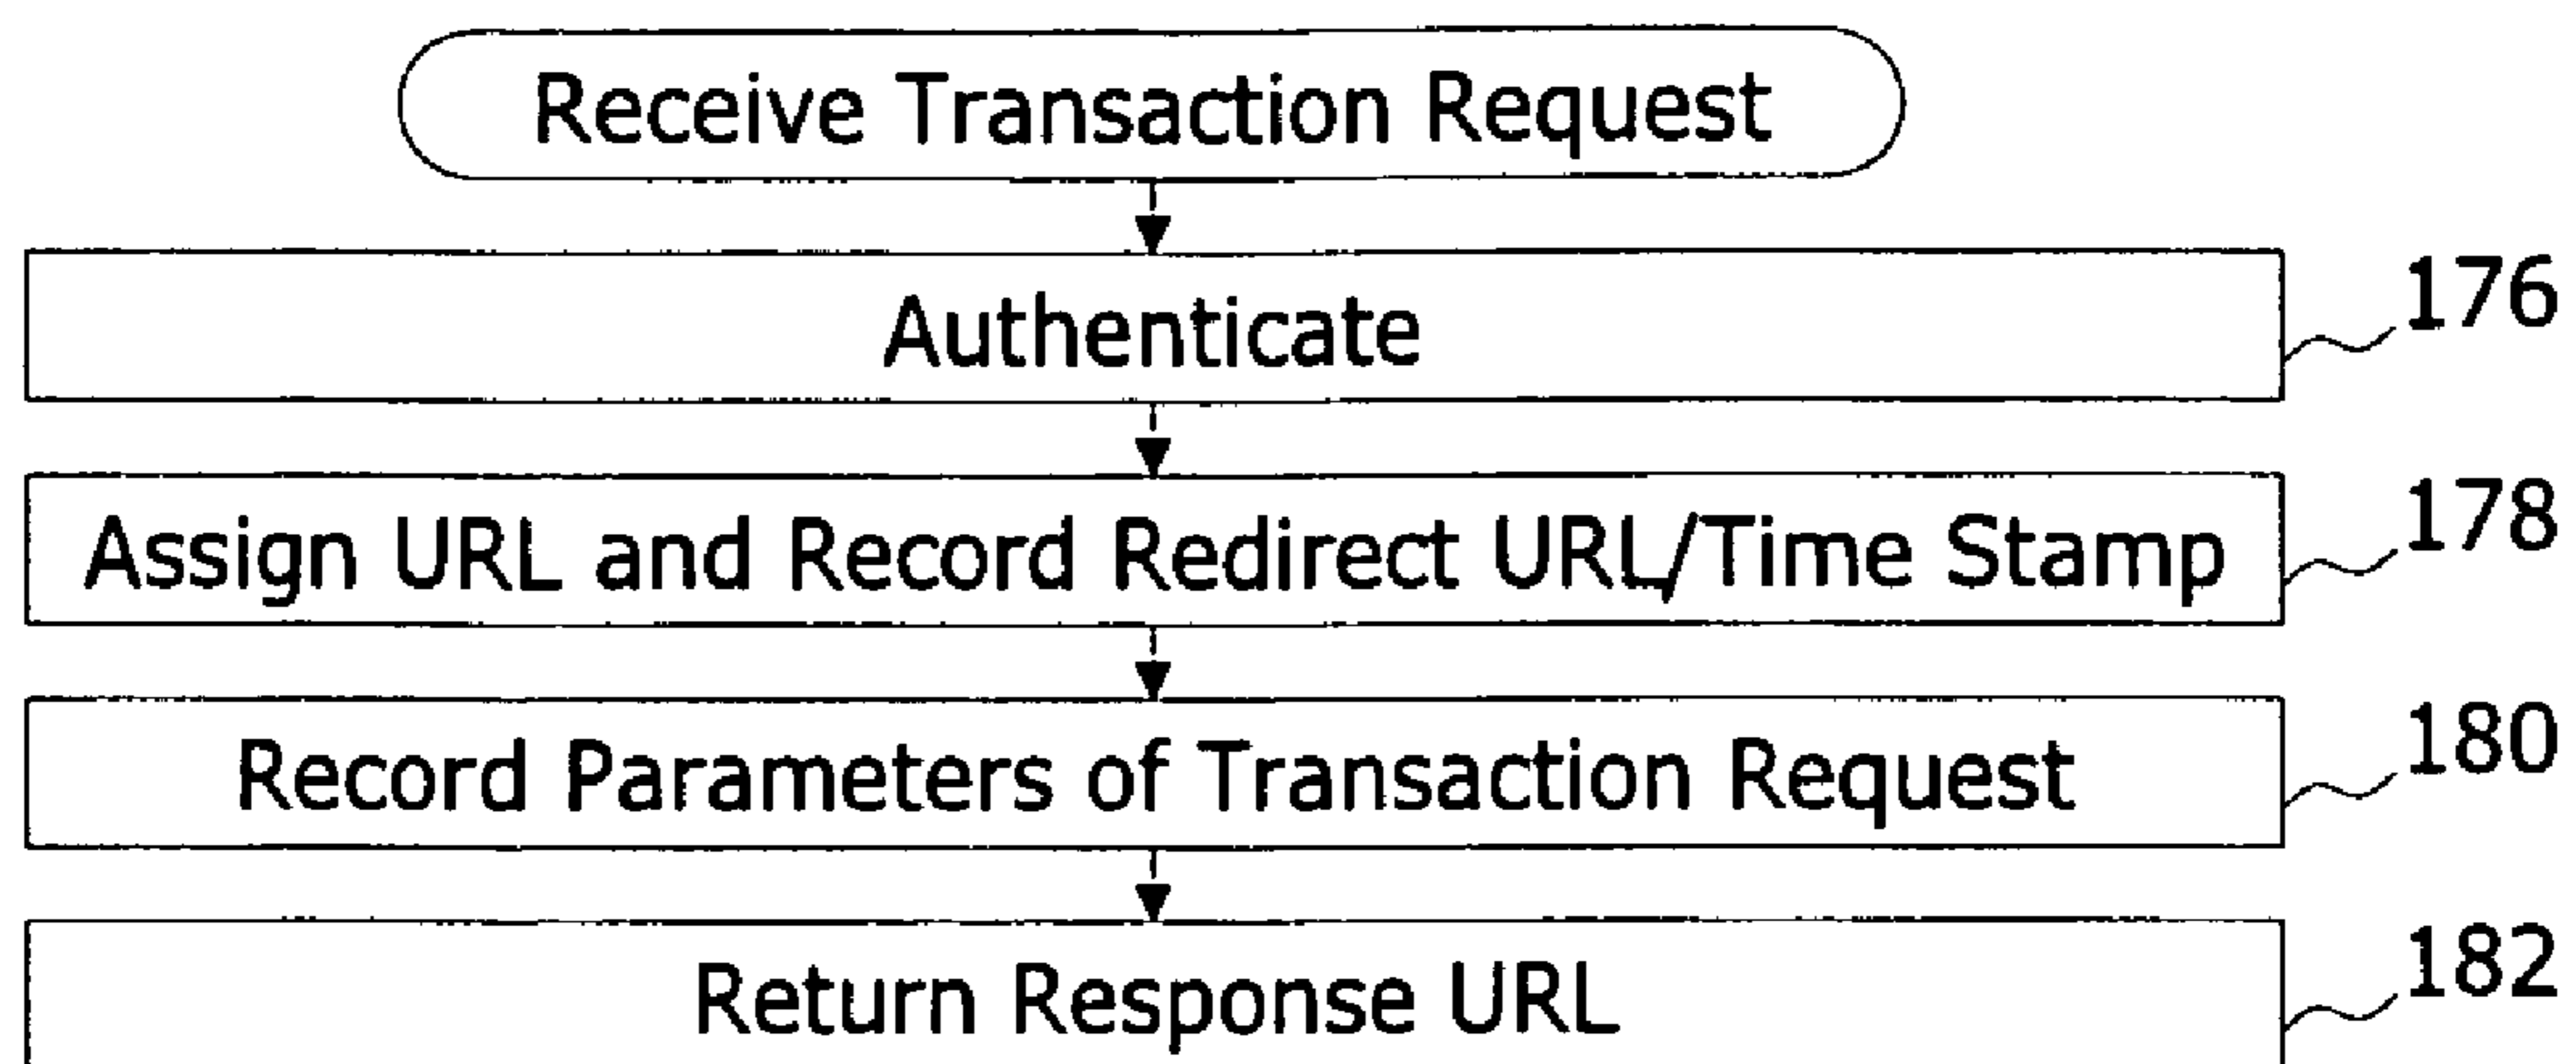 Receive Transaction Request
Authenticate
176
Assign URL and Record Redirect URL/Time Stamp
178
Record Parameters of Transaction Request
180
Return Response URL
182